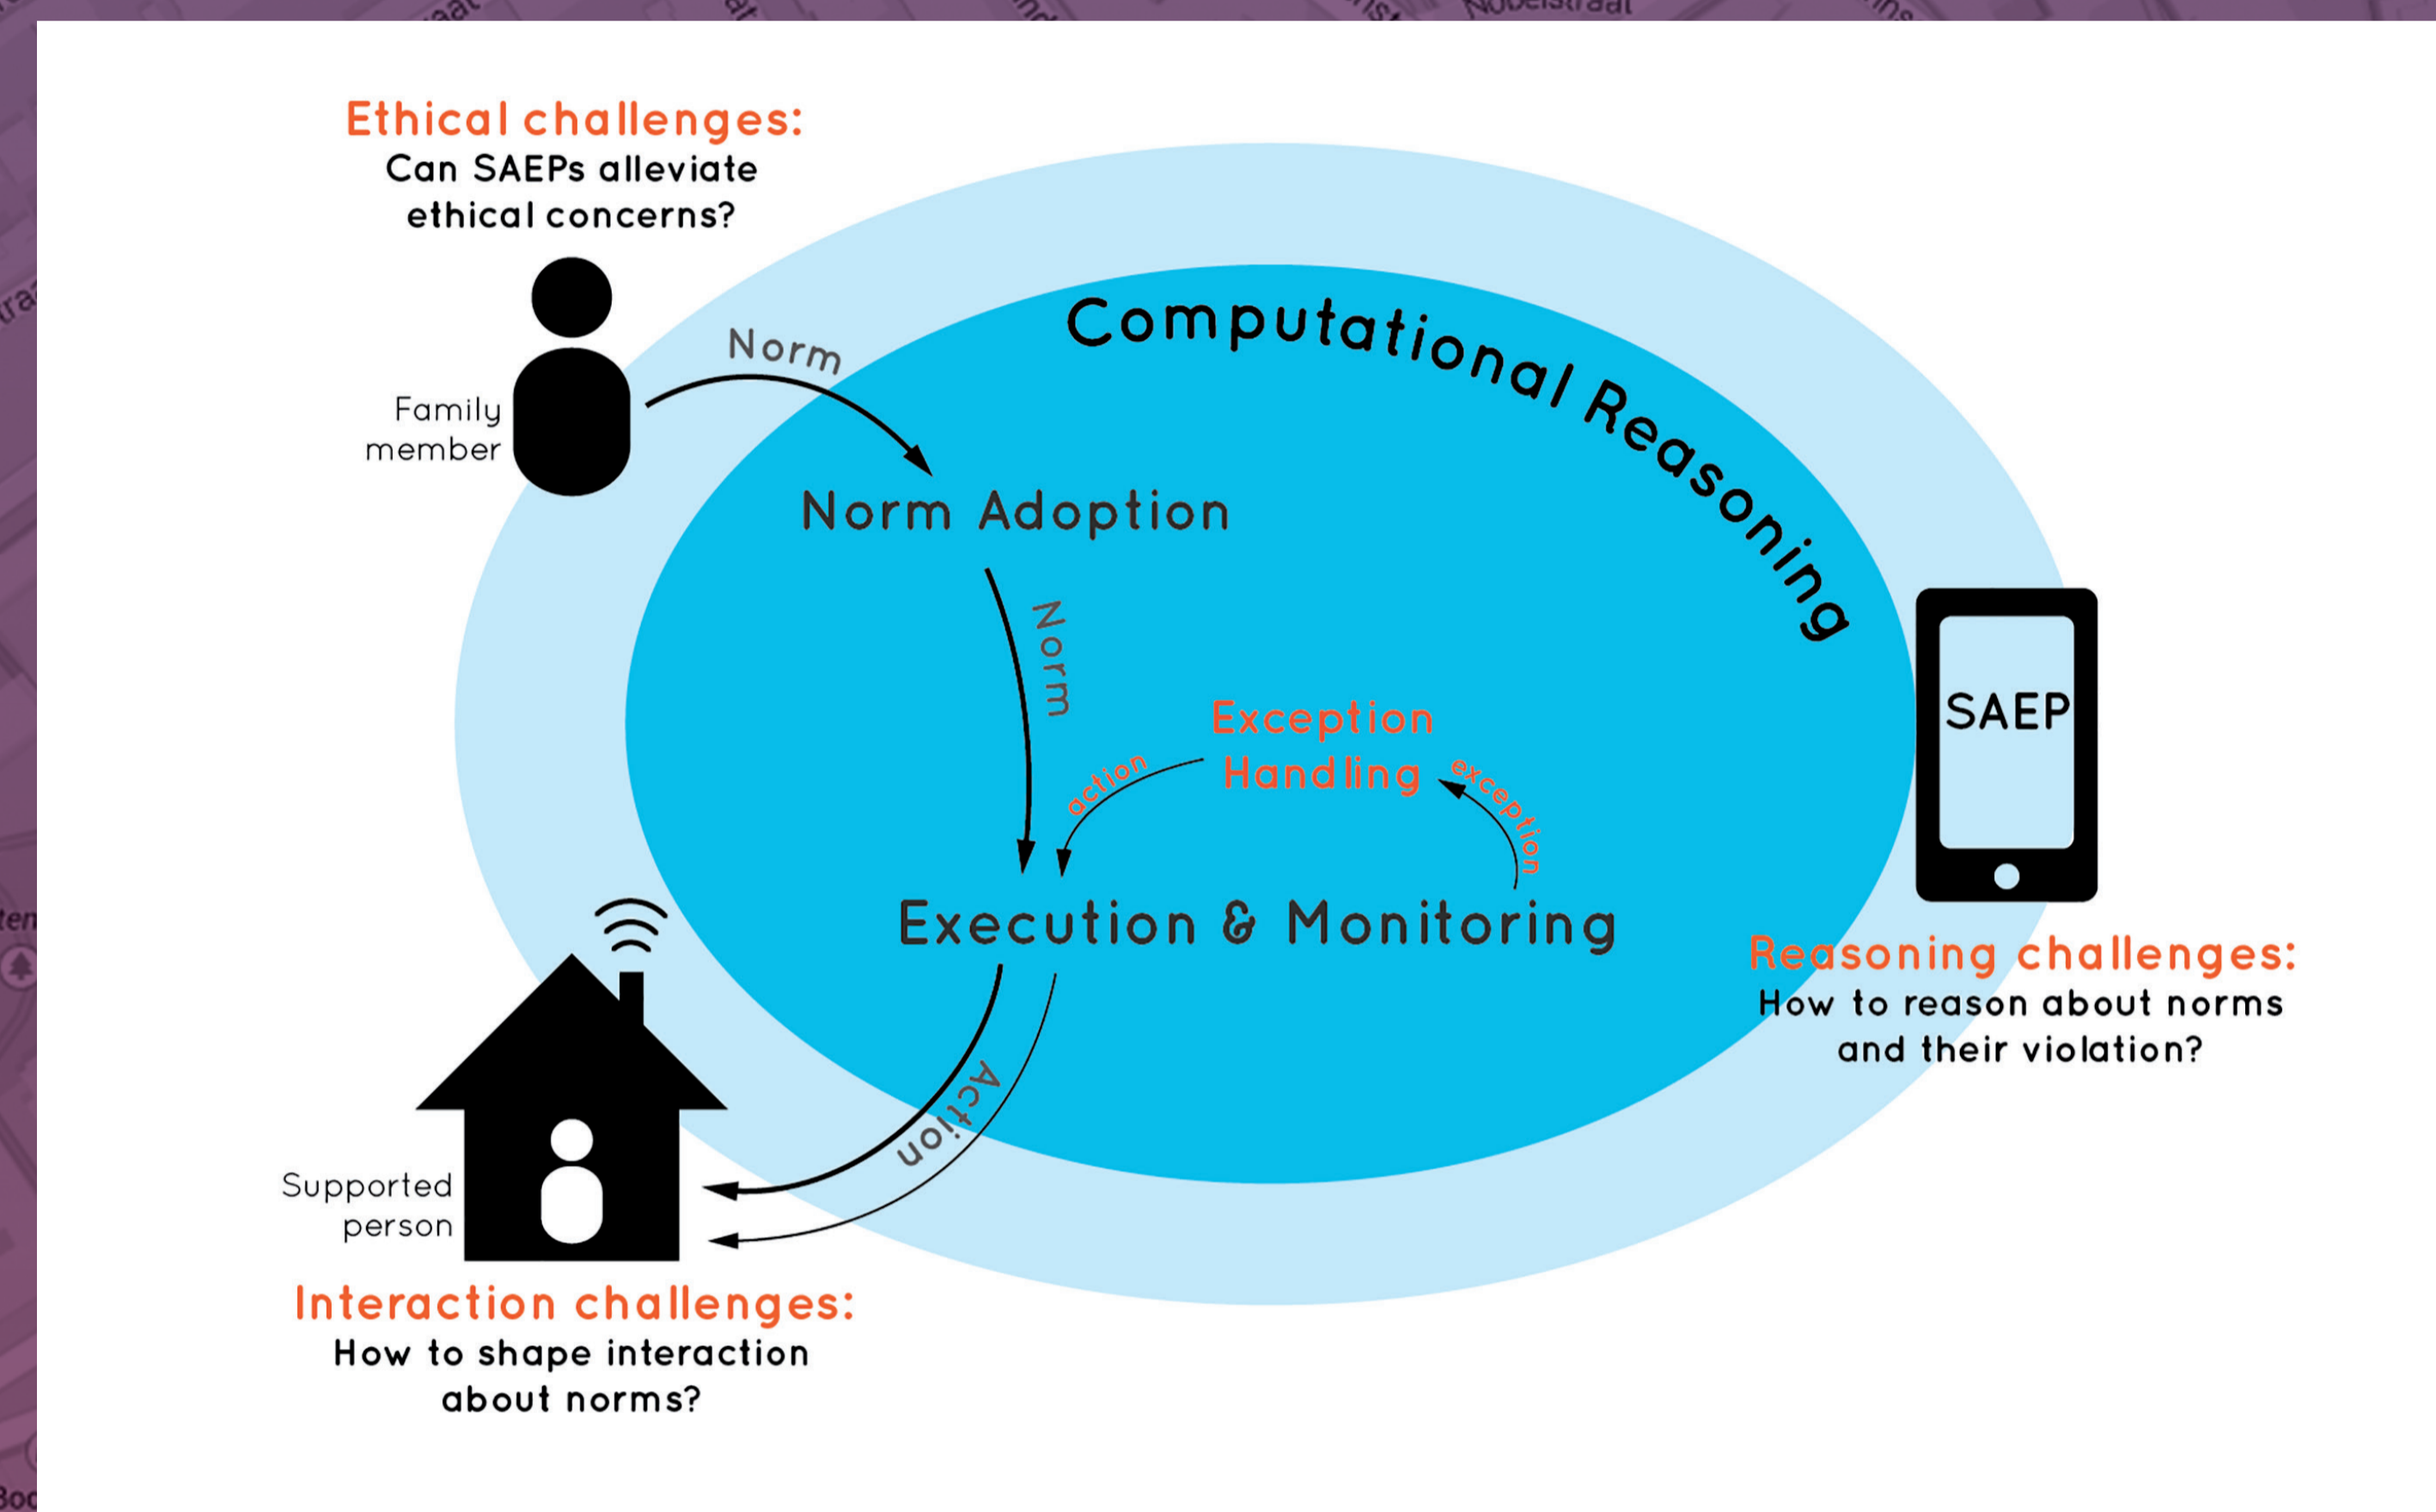 Nobelstraat
Ethical challenges:
Can SAEPs alleviate
ethical concerns?
Family
member
Norm
Computational Reasoning
Norm Adoption
Norm
Exception
Handling
action
exception
SAEP
Execution & Monitoring
Reasoning challenges:
How to reason about norms
and their violation?
Action
Supported
person
Interaction challenges:
How to shape interaction
about norms?